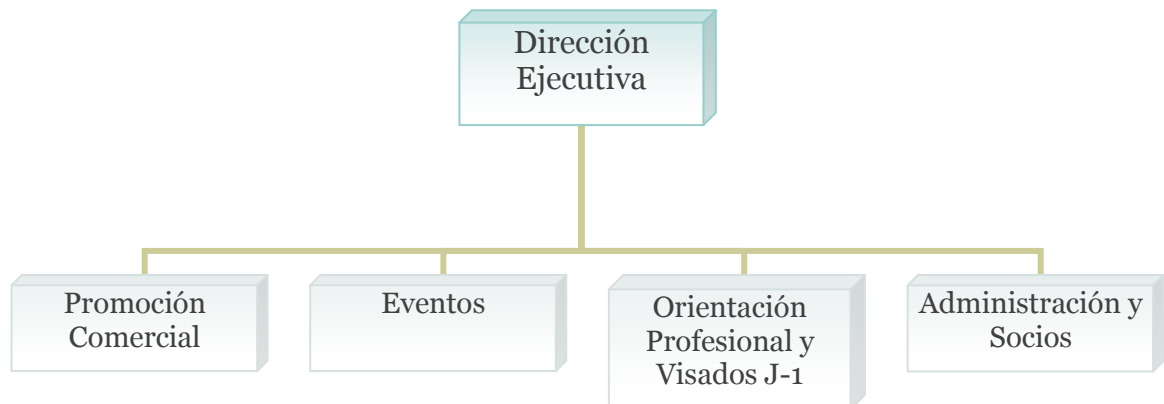 Dirección
Ejecutiva
Promoción
Comercial
Eventos
Orientación
Profesional y
Visados J-1
Administración y
Socios